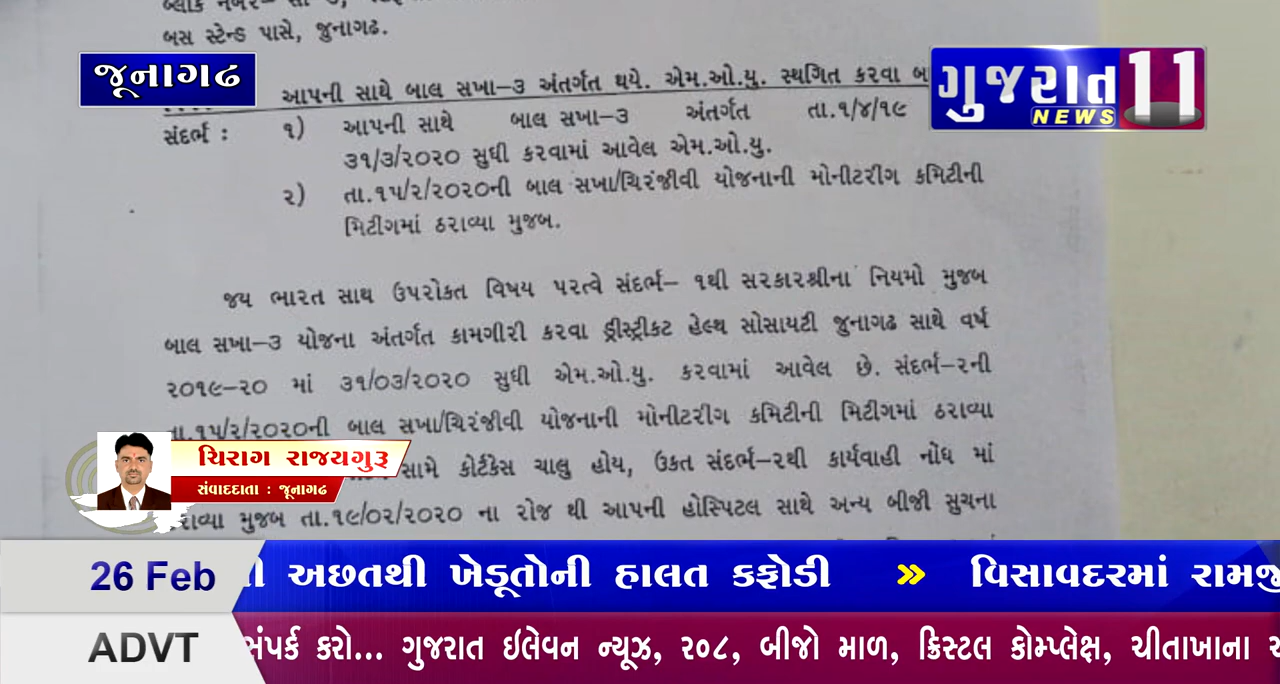 બસ સ્ટેન્ડ પાસે, જુનાગઢ.
જૂનાગઢ
ગુજરાત 11
NEWS
આપની સાથે બાલ સખા-૩ અંતર્ગત થયે. એમ.ઓ.યુ. સ્થગિત કરવા બ
સંદર્ભ : ૧) આપની સાથે બાલ સખા-૩ અંતર્ગત તા.૧/૪/૧૯
૩૧/૩/૨૦૨૦ સુધી કરવામાં આવેલ એમ.ઓ.યુ.
૨) તા.૧૫/૨/૨૦૨૦ની બાલ સખા/ચિરંજીવી યોજનાની મોનીટરીગ કમિટીની
મિટીગમાં ઠરાવ્યા મુજબ.
જય ભારત સાથ ઉપરોકત વિષય પરત્વે સંદર્ભ- ૧થી સરકારશ્રીના નિયમો મુજબ
બાલ સખા-૩ યોજના અંતર્ગત કામગીરી કરવા ડ્રીસ્ટ્રીકટ હેલ્થ સોસાયટી જુનાગઢ સાથે વર્ષ
૨૦૧૯-૨૦ માં ૩૧/૦૩/૨૦૨૦ સુધી એમ.ઓ.યુ. કરવામાં આવેલ છે. સંદર્ભ-૨ની
તા.૧૫/૨/૨૦૨૦ની બાલ સખા/ચિરંજીવી યોજનાની મોનીટરીગ કમિટીની મિટીગમાં ઠરાવ્યા
સામે કોર્ટકેસ ચાલુ હોય, ઉકત સંદર્ભ-૨થી કાર્યવાહી નોંધ માં
ઠરાવ્યા મુજબ તા.૧૯/૦૨/૨૦૨૦ ના રોજ થી આપની હોસ્પિટલ સાથે અન્ય બીજી સુચના
ચિરાગ રાજયગુરૂ
સંવાદદાતા : જૂનાગઢ
26 Feb
ી અછતથી ખેડૂતોની હાલત કફોડી » વિસાવદરમાં રામજી
ADVT
સંપર્ક કરો... ગુજરાત ઇલેવન ન્યૂઝ, ૨૦૮, બીજો માળ, ક્રિસ્ટલ કોમ્પ્લેક્ષ, ચીતાખાના